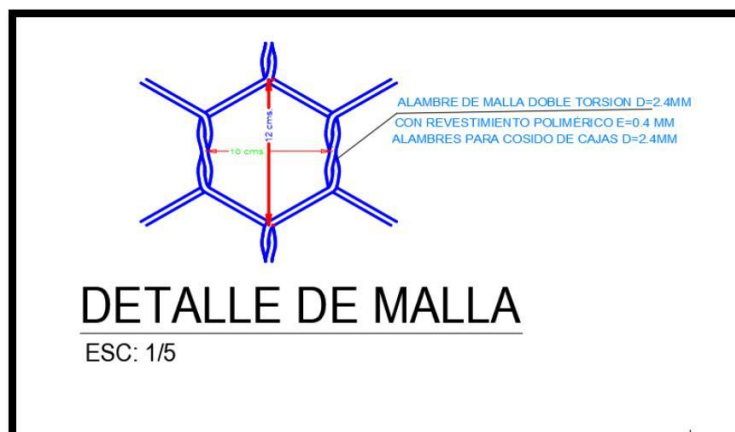 ALAMBRE DE MALLA DOBLE TORSION D=2.4MM
CON REVESTIMIENTO POLIMÉRICO E=0.4 MM
ALAMBRES PARA COSIDO DE CAJAS D=2.4MM
12 cms
10 cms
DETALLE DE MALLA
ESC: 1/5